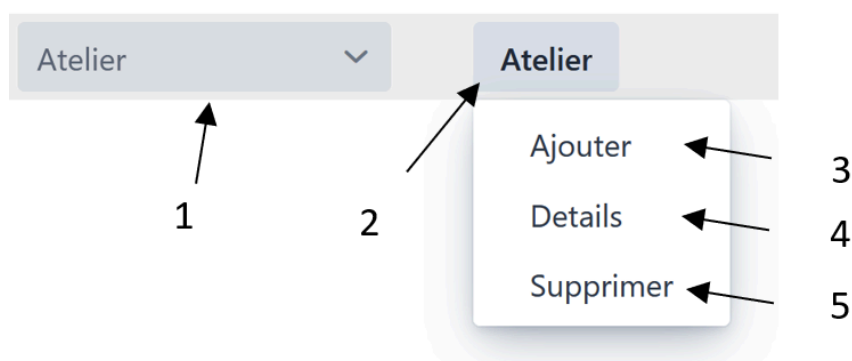 Atelier
Atelier
Ajouter
3
1
2
Details
4
Supprimer
5